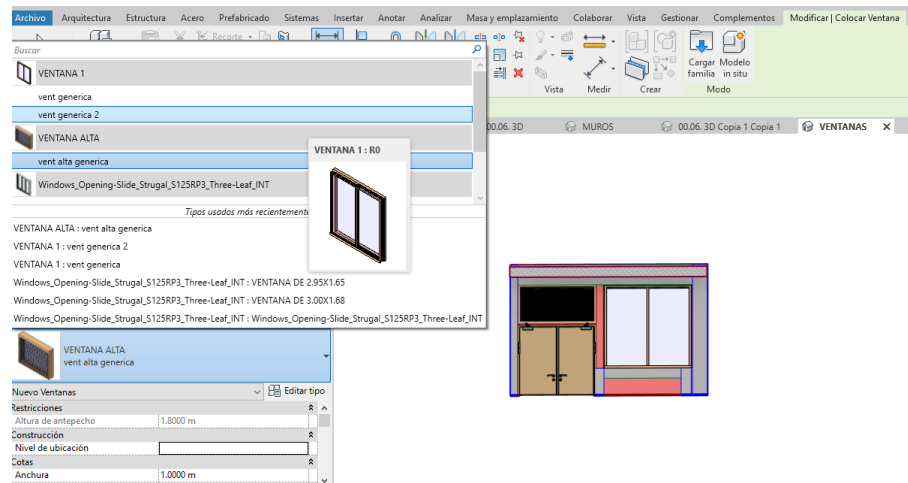 Archivo Arquitectura Estructura Acero Prefabricado Sistemas Insertar Anotar Analizar Masa y emplazamiento Colaborar Vista Gestionar Complementos Modificar | Colocar Ventana
Recorte
Buscar
VENTANA 1
vent generica
vent generica 2
VENTANA ALTA
vent alta generica
Windows_Opening-Slide_Strugal_S125RP3_Three-Leaf_INT
Tipos usados más recientemente
VENTANA ALTA : vent alta generica
VENTANA 1 : vent generica 2
VENTANA 1 : vent generica
Windows_Opening-Slide_Strugal_S125RP3_Three-Leaf_INT : VENTANA DE 2.95X1.65
Windows_Opening-Slide_Strugal_S125RP3_Three-Leaf_INT : VENTANA DE 3.00X1.68
Windows_Opening-Slide_Strugal_S125RP3_Three-Leaf_INT : Windows_Opening-Slide_Strugal_S125RP3_Three-Leaf_INT
VENTANA 1 : R0
Cargar familia
Modelo in situ
Vista Medir Crear Modo
00.06. 3D MUROS 00.06. 3D Copia 1 Copia 1 VENTANAS X
VENTANA ALTA
vent alta generica
Nuevo Ventanas Editar tipo
Restricciones
Altura de antepecho 1.8000 m
Construcción
Nivel de ubicación
Cotas
Anchura 1.0000 m